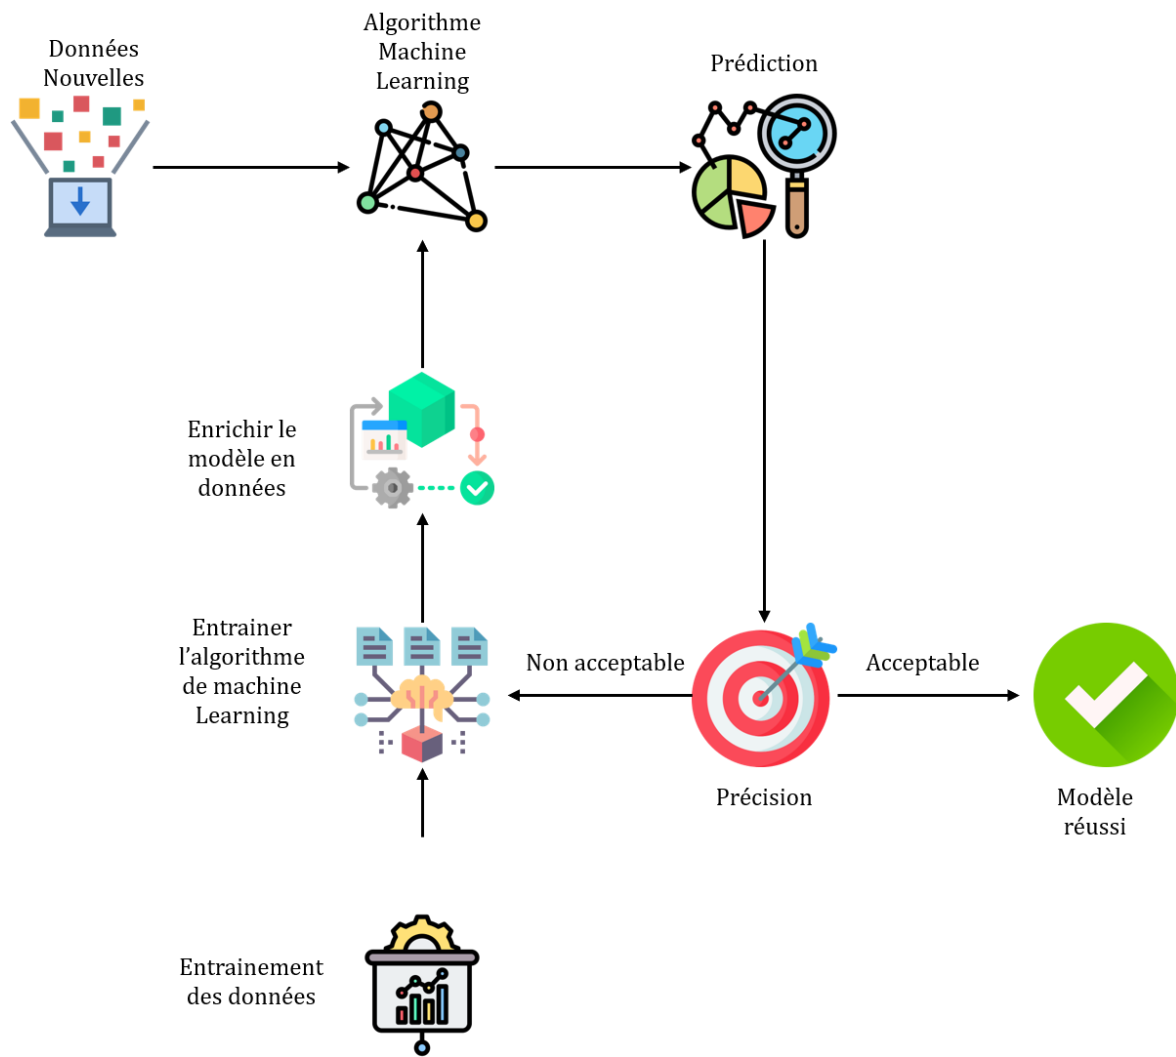 Données
Nouvelles
Algorithme
Machine
Learning
Prédiction
Enrichir le
modèle en
données
Entrainer
l'algorithme
de machine
Learning
Non acceptable
Acceptable
Précision
Modèle
réussi
Entrainement
des données